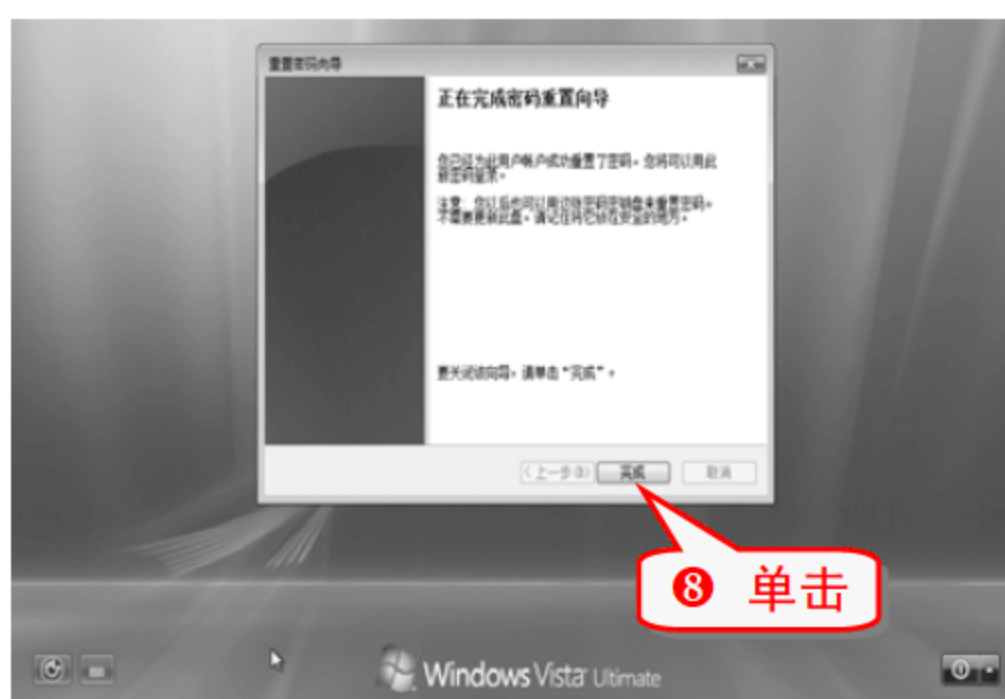 重置密码向导
正在完成密码重置向导
您已经为此用户帐户成功重置了密码。您将可以用此
新密码登录。
注意: 您以后也可以用这张密码密钥盘来重置密码。
不需要更新此盘。请记住将它放在安全的地方。
要关闭该向导，请单击“完成”。
<上一步(B) 完成 取消
❽ 单击
Windows Vista Ultimate